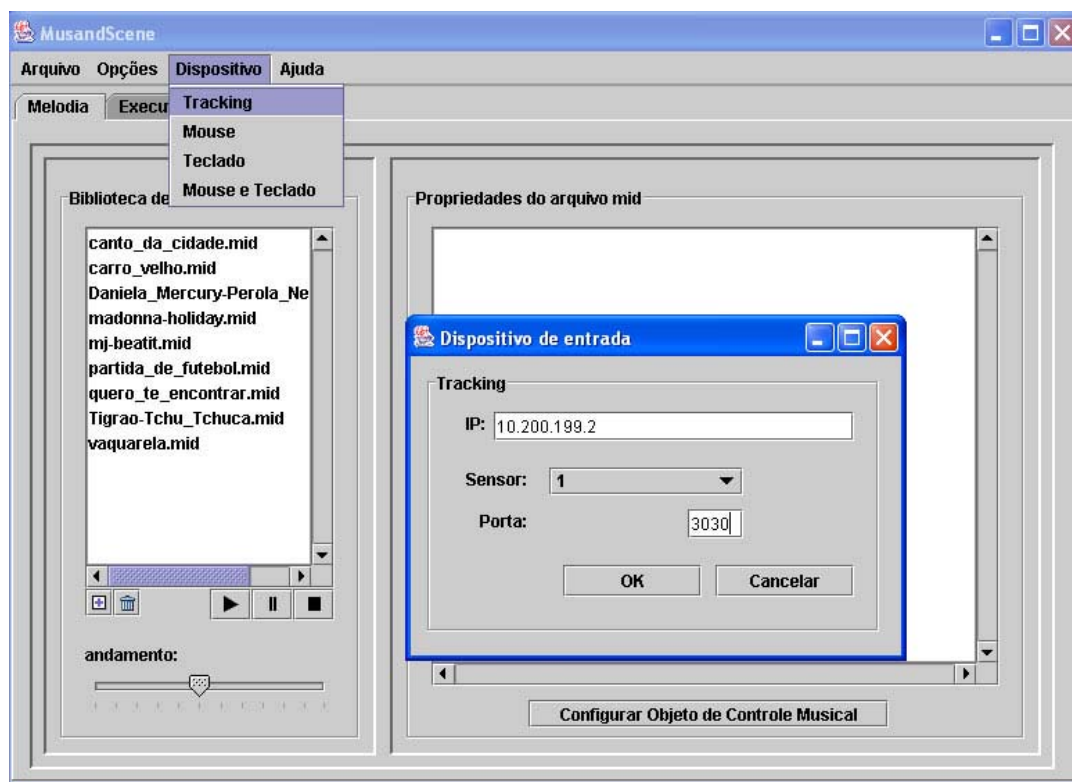 MusandScene
Arquivo Opções Dispositivo Ajuda
Tracking
Mouse
Teclado
Mouse e Teclado
Melodia Execu
Biblioteca de
canto_da_cidade.mid
carro_velho.mid
Daniela_Mercury-Perola_Ne
madonna-holiday.mid
mj-beatit.mid
partida_de_futebol.mid
quero_te_encontrar.mid
Tigrao-Tchu_Tchuca.mid
vaquarela.mid
andamento:
Propriedades do arquivo mid
Dispositivo de entrada
Tracking
IP: 10.200.199.2
Sensor: 1
Porta: 3030
OK Cancelar
Configurar Objeto de Controle Musical